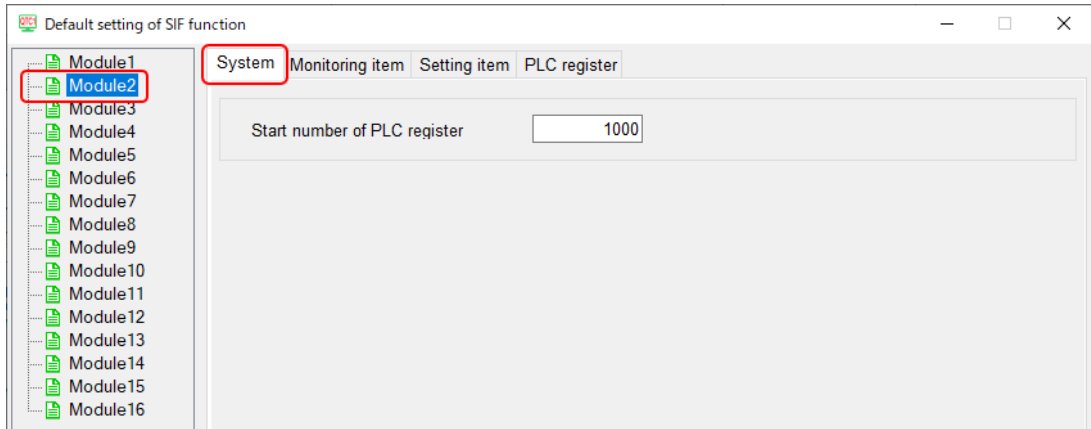 Default setting of SIF function
Module1
Module2
Module3
Module4
Module5
Module6
Module7
Module8
Module9
Module10
Module11
Module12
Module13
Module14
Module15
Module16
System Monitoring item Setting item PLC register
Start number of PLC register 1000